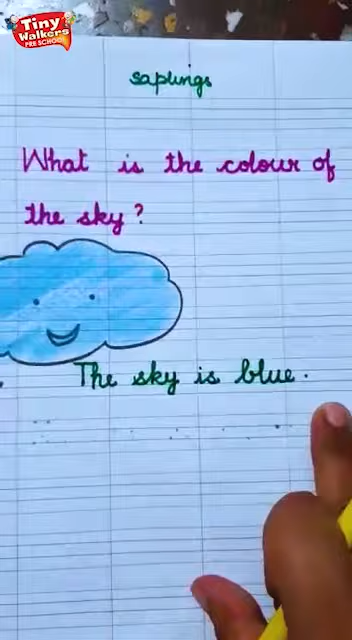 Tiny
Walkers
PRE SCHOOL
saplings
What is the colour of
the sky?
The sky is blue.